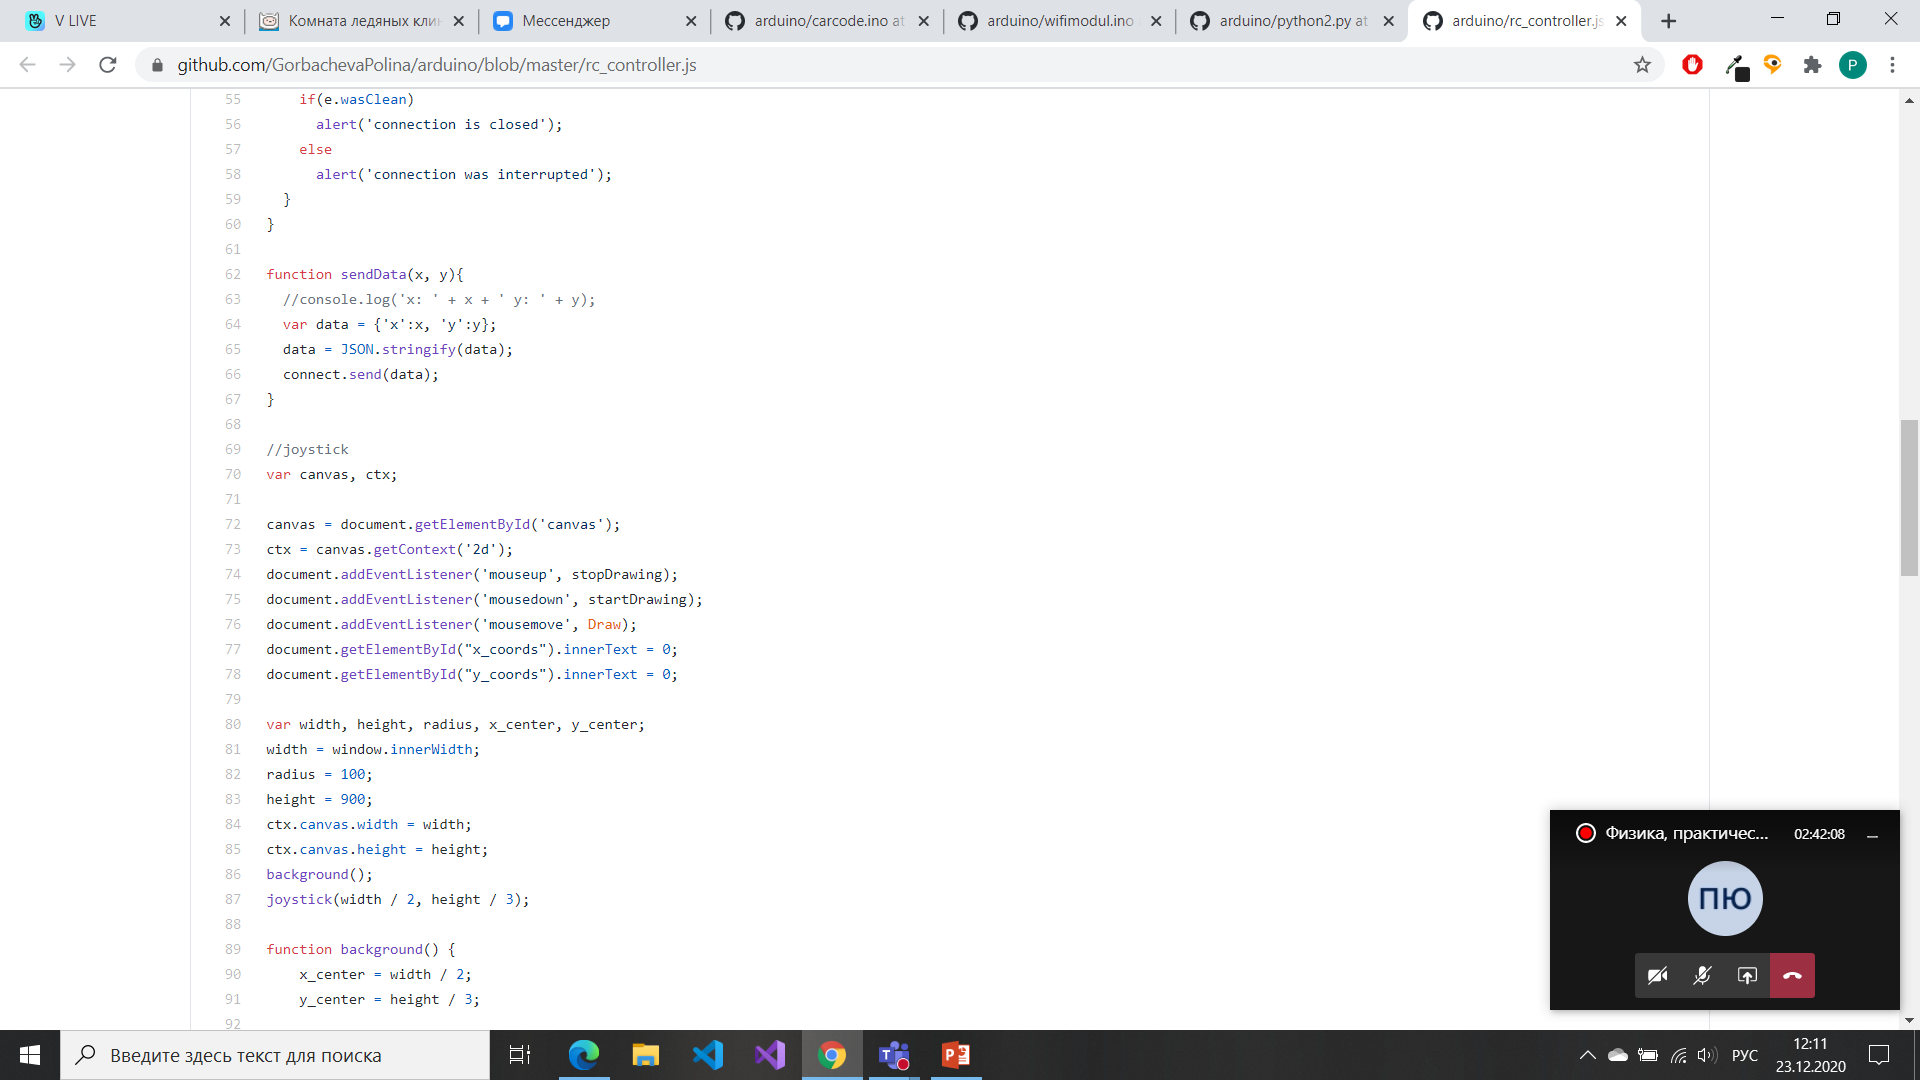 V LIVE
Комната ледяных кли
Мессенджер
arduino/carcode.ino at
arduino/wifimodul.ino
arduino/python2.py at
arduino/rc_controller.js
github.com/GorbachevaPolina/arduino/blob/master/rc_controller.js
P
55 if(e.wasClean)
56 alert('connection is closed');
57 else
58 alert('connection was interrupted');
59 }
60 }
61
62 function sendData(x, y){
63 //console.log('x: ' + x + ' y: ' + y);
64 var data = {'x':x, 'y':y};
65 data = JSON.stringify(data);
66 connect.send(data);
67 }
68
69 //joystick
70 var canvas, ctx;
71
72 canvas = document.getElementById('canvas');
73 ctx = canvas.getContext('2d');
74 document.addEventListener('mouseup', stopDrawing);
75 document.addEventListener('mousedown', startDrawing);
76 document.addEventListener('mousemove', Draw);
77 document.getElementById("x_coords").innerText = 0;
78 document.getElementById("y_coords").innerText = 0;
79
80 var width, height, radius, x_center, y_center;
81 width = window.innerWidth;
82 radius = 100;
83 height = 900;
84 ctx.canvas.width = width;
85 ctx.canvas.height = height;
86 background();
87 joystick(width / 2, height / 3);
88
89 function background() {
90 x_center = width / 2;
91 y_center = height / 3;
92
Физика, практичес... 02:42:08
ПЮ
Введите здесь текст для поиска
РУС
12:11
23.12.2020